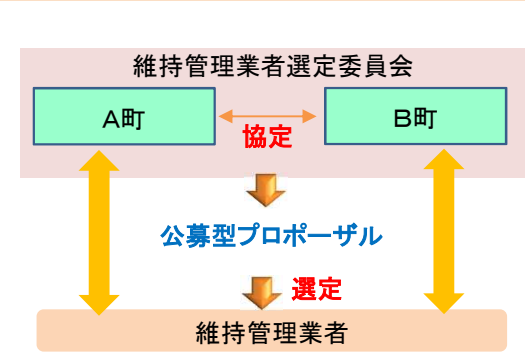 維持管理業者選定委員会
A町
B町
協定
公募型プロポーザル
選定
維持管理業者